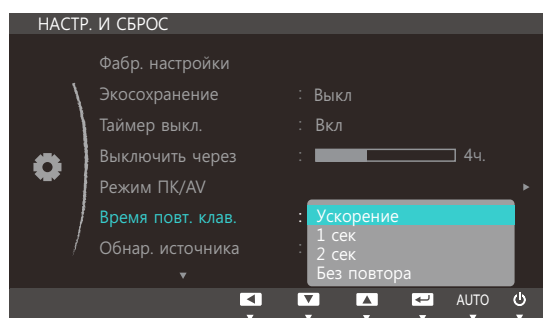 НАСТР. И СБРОС
Фабр. настройки
Экосохранение : Выкл
Таймер выкл. : Вкл
Выключить через : 4ч.
Режим ПК/AV
Время повт. клав. : Ускорение
1 сек
Обнар. источника : 2 сек
Без повтора
AUTO